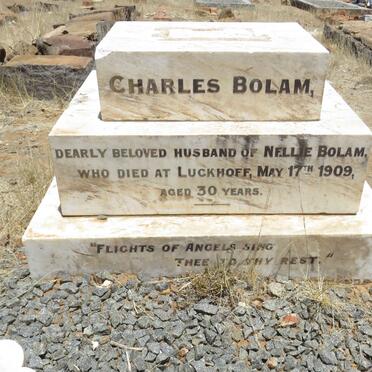 CHARLES BOLAM,
DEARLY BELOVED HUSBAND OF NELLIE BOLAM,
WHO DIED AT LUCKHOFF, MAY 17TH 1909,
AGED 30 YEARS.
"FLIGHTS OF ANGELS SING
THEE TO THY REST."